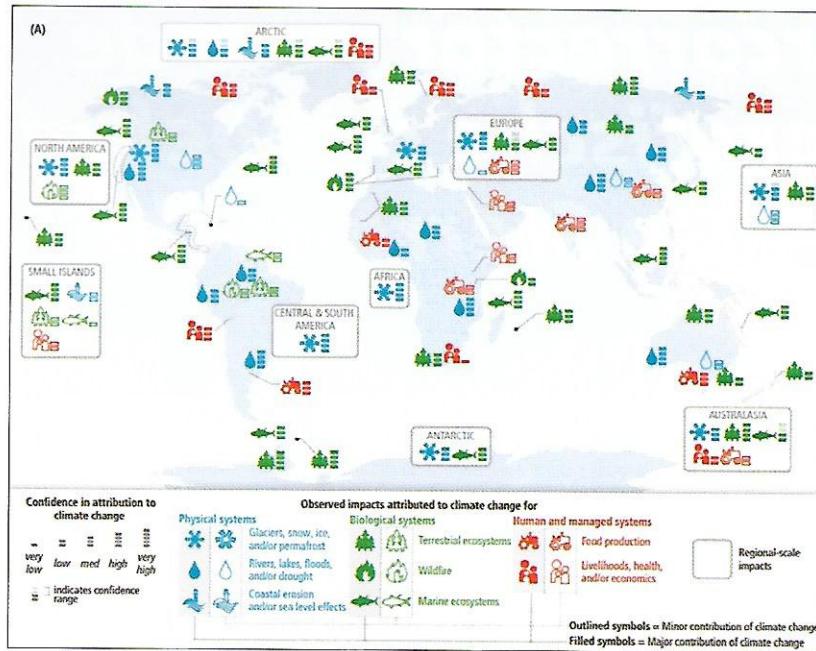 (A)
ARCTIC
NORTH AMERICA
EUROPE
ASIA
SMALL ISLANDS
AFRICA
CENTRAL & SOUTH
AMERICA
ANTARCTIC
AUSTRALASIA
Confidence in attribution to
climate change
very
low
low
med
high
very
high
indicates confidence
range
Observed impacts attributed to climate change for
Physical systems
Glaciers, snow, ice,
and/or permafrost
Rivers, lakes, floods,
and/or drought
Coastal erosion
and/or sea level effects
Biological systems
Terrestrial ecosystems
Wildfire
Marine ecosystems
Human and managed systems
Food production
Livelihoods, health,
and/or economics
Regional-scale
impacts
Outlined symbols = Minor contribution of climate change
Filled symbols = Major contribution of climate change